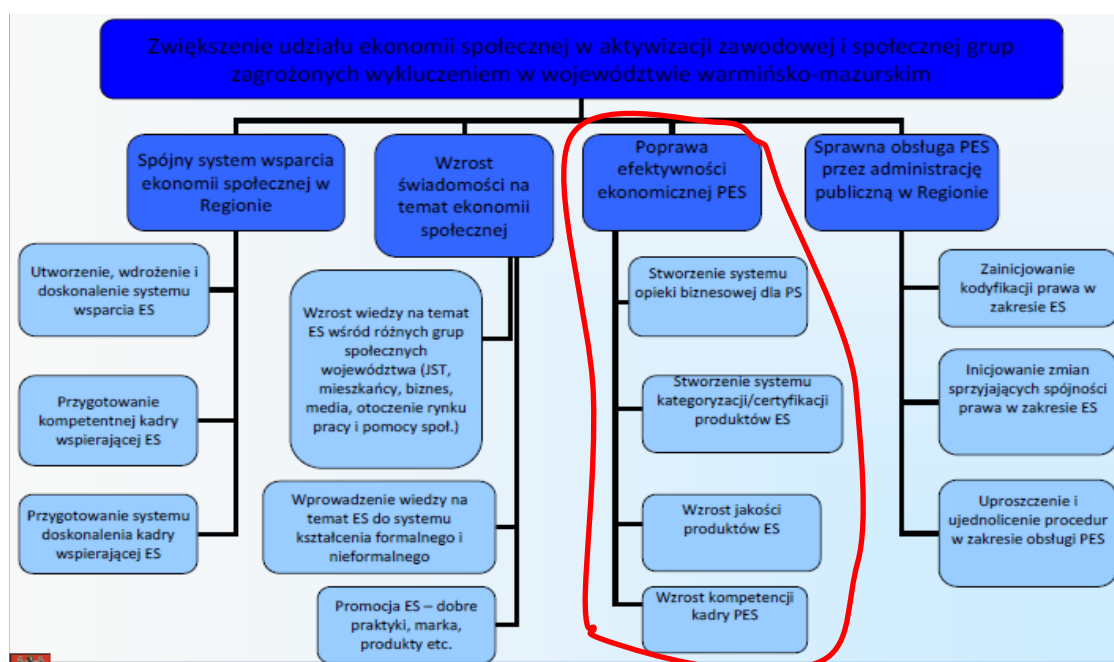 Zwiększenie udziału ekonomii społecznej w aktywizacji zawodowej i społecznej grup
zagrożonych wykluczeniem w województwie warmińsko-mazurskim
Spójny system wsparcia
ekonomii społecznej w
Regionie
Utworzenie, wdrożenie i
doskonalenie systemu
wsparcia ES
Przygotowanie
kompetentnej kadry
wspierającej ES
Przygotowanie systemu
doskonalenia kadry
wspierającej ES
Wzrost
świadomości na
temat ekonomii
społecznej
Wzrost wiedzy na temat
ES wśród różnych grup
społecznych
województwa (JST,
mieszkańcy, biznes,
media, otoczenie rynku
pracy i pomocy społ.)
Wprowadzenie wiedzy na
temat ES do systemu
kształcenia formalnego i
nieformalnego
Promocja ES – dobre
praktyki, marka,
produkty etc.
Poprawa
efektywności
ekonomicznej PES
Stworzenie systemu
opieki biznesowej dla PS
Stworzenie systemu
kategoryzacji/certyfikacji
produktów ES
Wzrost jakości
produktów ES
Wzrost kompetencji
kadry PES
Sprawna obsługa PES
przez administrację
publiczną w Regionie
Zainicjowanie
kodyfikacji prawa w
zakresie ES
Inicjowanie zmian
sprzyjających spójności
prawa w zakresie ES
Uproszczenie i
ujednolicenie procedur
w zakresie obsługi PES